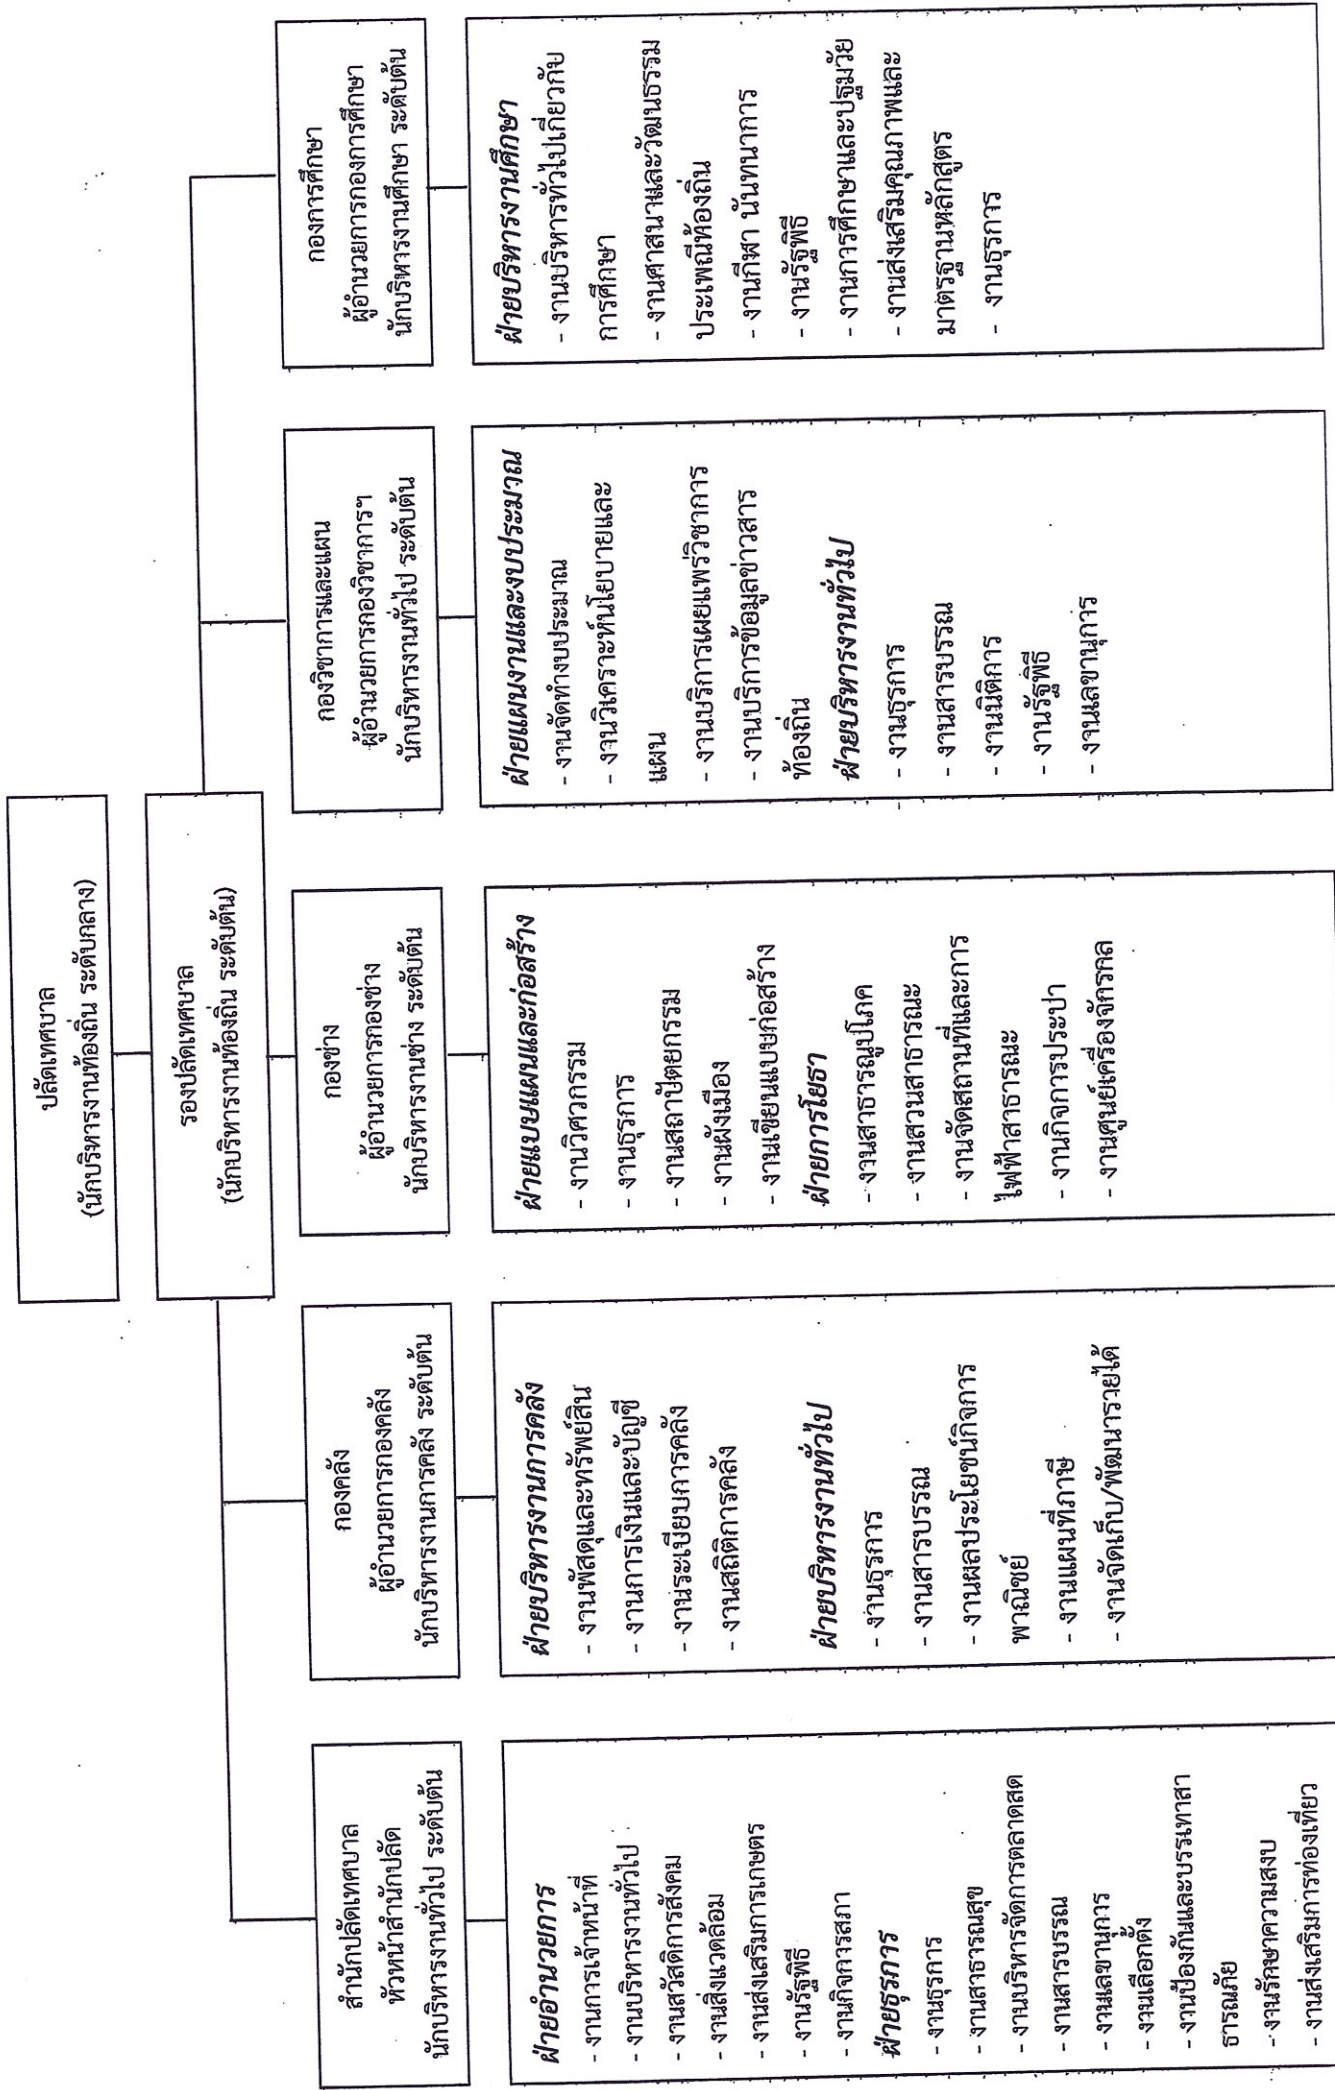 ปลัดเทศบาล
(นักบริหารงานท้องถิ่น ระดับกลาง)
รองปลัดเทศบาล
(นักบริหารงานท้องถิ่น ระดับต้น)
สำนักปลัดเทศบาล
หัวหน้าสำนักปลัด
นักบริหารงานทั่วไป ระดับต้น
กองคลัง
ผู้อำนวยการกองคลัง
นักบริหารงานการคลัง ระดับต้น
กองช่าง
ผู้อำนวยการกองช่าง
นักบริหารงานช่าง ระดับต้น
กองวิชาการและแผน
ผู้อำนวยการกองวิชาการฯ
นักบริหารงานทั่วไป ระดับต้น
กองการศึกษา
ผู้อำนวยการกองการศึกษา
นักบริหารงานศึกษา ระดับต้น
ฝ่ายอำนวยการ
- งานการเจ้าหน้าที่
- งานบริหารงานทั่วไป
- งานสวัสดิการสังคม
- งานสิ่งแวดล้อม
- งานส่งเสริมการเกษตร
- งานรัฐพิธี
- งานกิจการสภา
ฝ่ายธุรการ
- งานธุรการ
- งานสาธารณสุข
- งานบริหารจัดการตลาดสด
- งานสารบรรณ
- งานเลขานุการ
- งานเลือกตั้ง
- งานป้องกันและบรรเทาสา
ธารณภัย
- งานรักษาความสงบ
- งานส่งเสริมการท่องเที่ยว
ฝ่ายบริหารงานการคลัง
- งานพัสดุและทรัพย์สิน
- งานการเงินและบัญชี
- งานระเบียบการคลัง
- งานสถิติการคลัง
ฝ่ายบริหารงานทั่วไป
- งานธุรการ
- งานสารบรรณ
- งานผลประโยชน์กิจการ
พาณิชย์
- งานแผนที่ภาษี
- งานจัดเก็บ/พัฒนารายได้
ฝ่ายแบบแผนและก่อสร้าง
- งานวิศวกรรม
- งานธุรการ
- งานสถาปัตยกรรม
- งานผังเมือง
- งานเขียนแบบก่อสร้าง
ฝ่ายการโยธา
- งานสาธารณูปโภค
- งานสวนสาธารณะ
- งานจัดสถานที่และการ
ไฟฟ้าสาธารณะ
- งานกิจการประปา
- งานศูนย์เครื่องจักรกล
ฝ่ายแผนงานและงบประมาณ
- งานจัดทำงบประมาณ
- งานวิเคราะห์นโยบายและ
แผน
- งานบริการเผยแพร่วิชาการ
- งานบริการข้อมูลข่าวสาร
ท้องถิ่น
ฝ่ายบริหารงานทั่วไป
- งานธุรการ
- งานสารบรรณ
- งานนิติการ
- งานรัฐพิธี
- งานเลขานุการ
ฝ่ายบริหารงานศึกษา
- งานบริหารทั่วไปเกี่ยวกับ
การศึกษา
- งานศาสนาและวัฒนธรรม
ประเพณีท้องถิ่น
- งานกีฬา นันทนาการ
- งานรัฐพิธี
- งานการศึกษาและปฐมวัย
- งานส่งเสริมคุณภาพและ
มาตรฐานหลักสูตร
- งานธุรการ